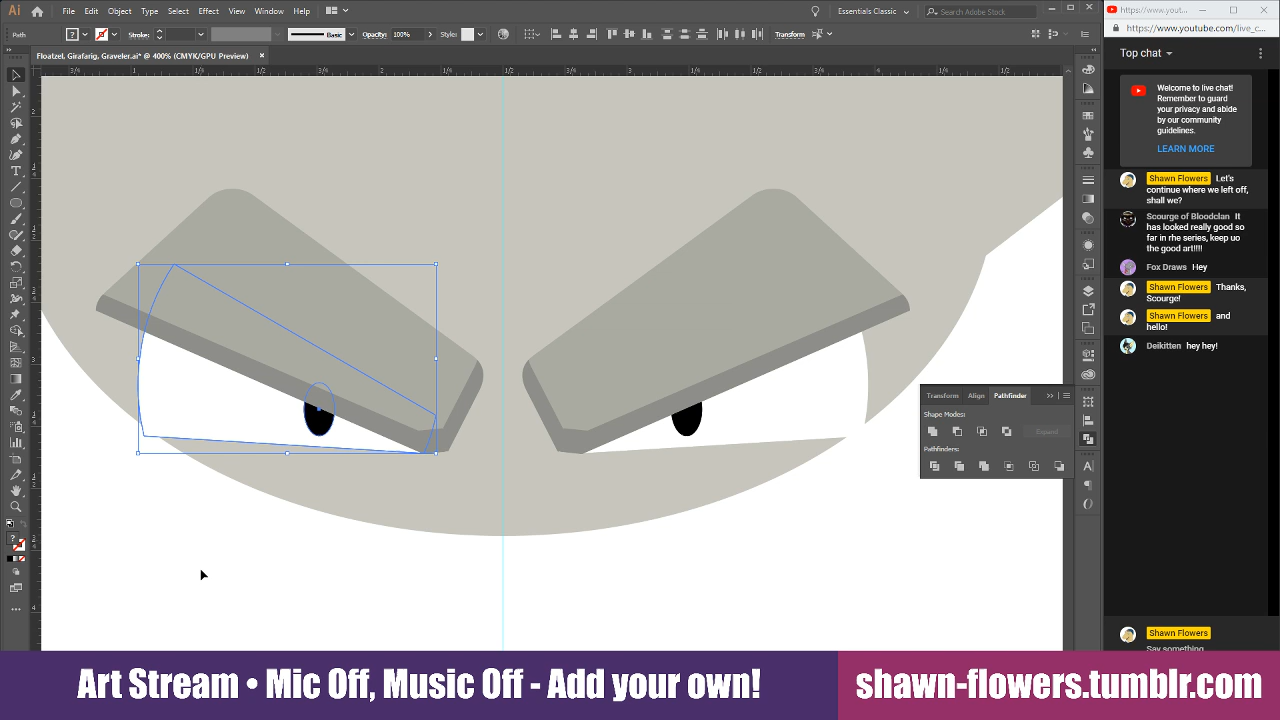 Ai File Edit Object Type Select Effect View Window Help Essentials Classic Search Adobe Stock
https://www.yout...
Path Stroke: Basic Opacity: 100% Style: Transform
https://www.youtube.com/live_c...
Floatzel, Girafarig, Graveler.ai* @ 400% (CMYK/GPU Preview)
Top chat
Welcome to live chat!
Remember to guard
your privacy and abide
by our community
guidelines.
LEARN MORE
Shawn Flowers Let's
continue where we left off,
shall we?
Scourge of Bloodclan It
has looked really good so
far in rhe series, keep uo
the good art!!!!!
Fox Draws Hey
Shawn Flowers Thanks,
Scourge!
Shawn Flowers and
hello!
Deikitten hey hey!
Transform Align Pathfinder
Shape Modes:
Expand
Pathfinders:
Shawn Flowers
Say something...
Art Stream • Mic Off, Music Off - Add your own!
shawn-flowers.tumblr.com